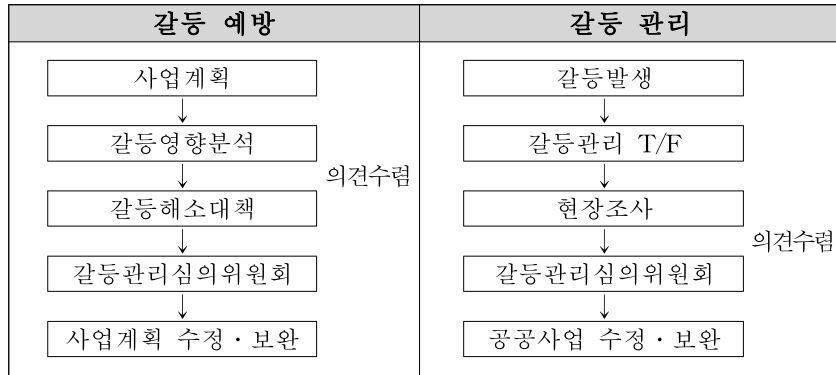 갈등 예방
사업계획
갈등영향분석
의견수렴
갈등해소대책
갈등관리심의위원회
사업계획 수정·보완
갈등 관리
갈등발생
갈등관리 T/F
현장조사
의견수렴
갈등관리심의위원회
공공사업 수정·보완